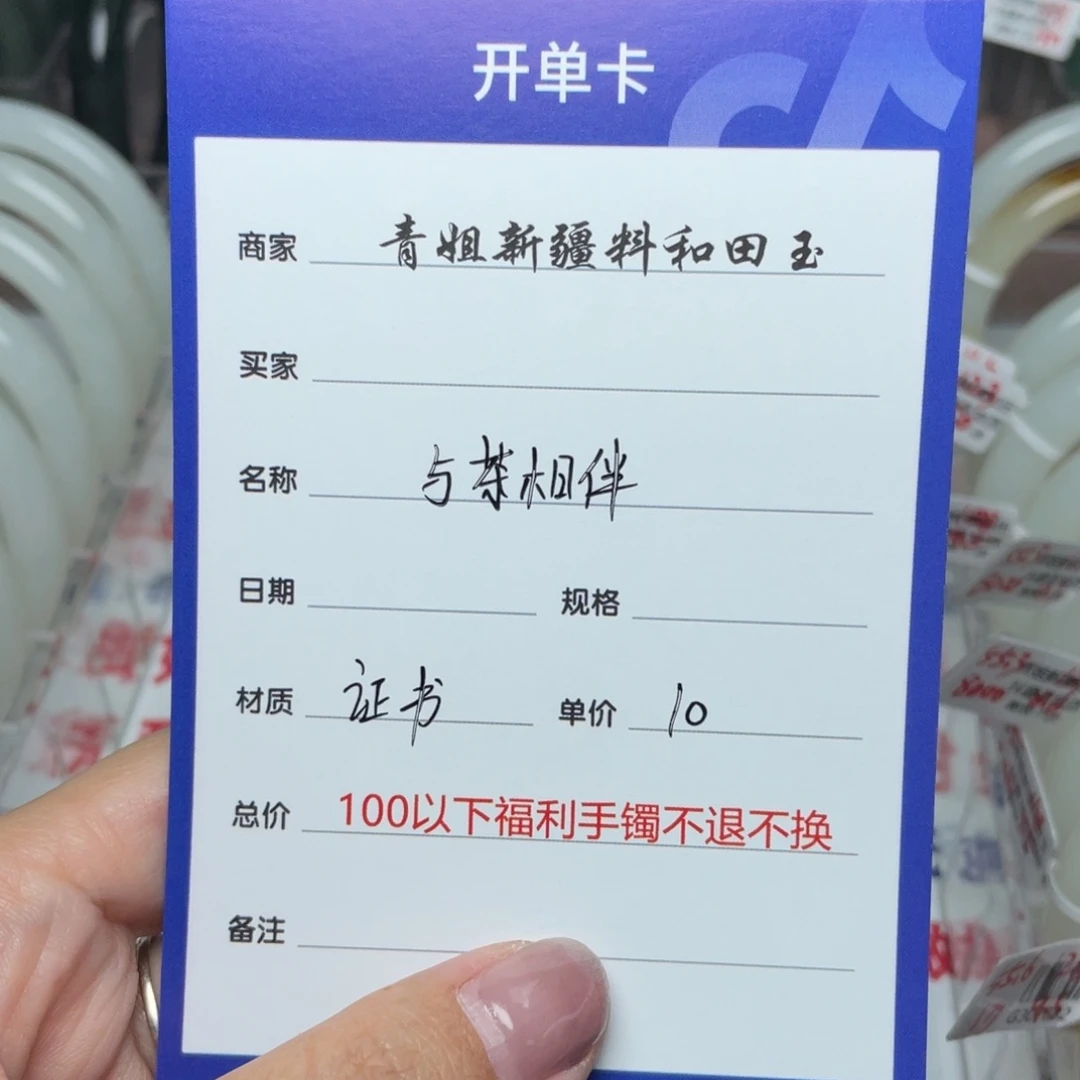 开单卡
商家 青姐新疆料和田玉
买家
名称 与茶相伴
日期 规格
材质 证书 单价 10
总价 100以下福利手镯不退不换
备注